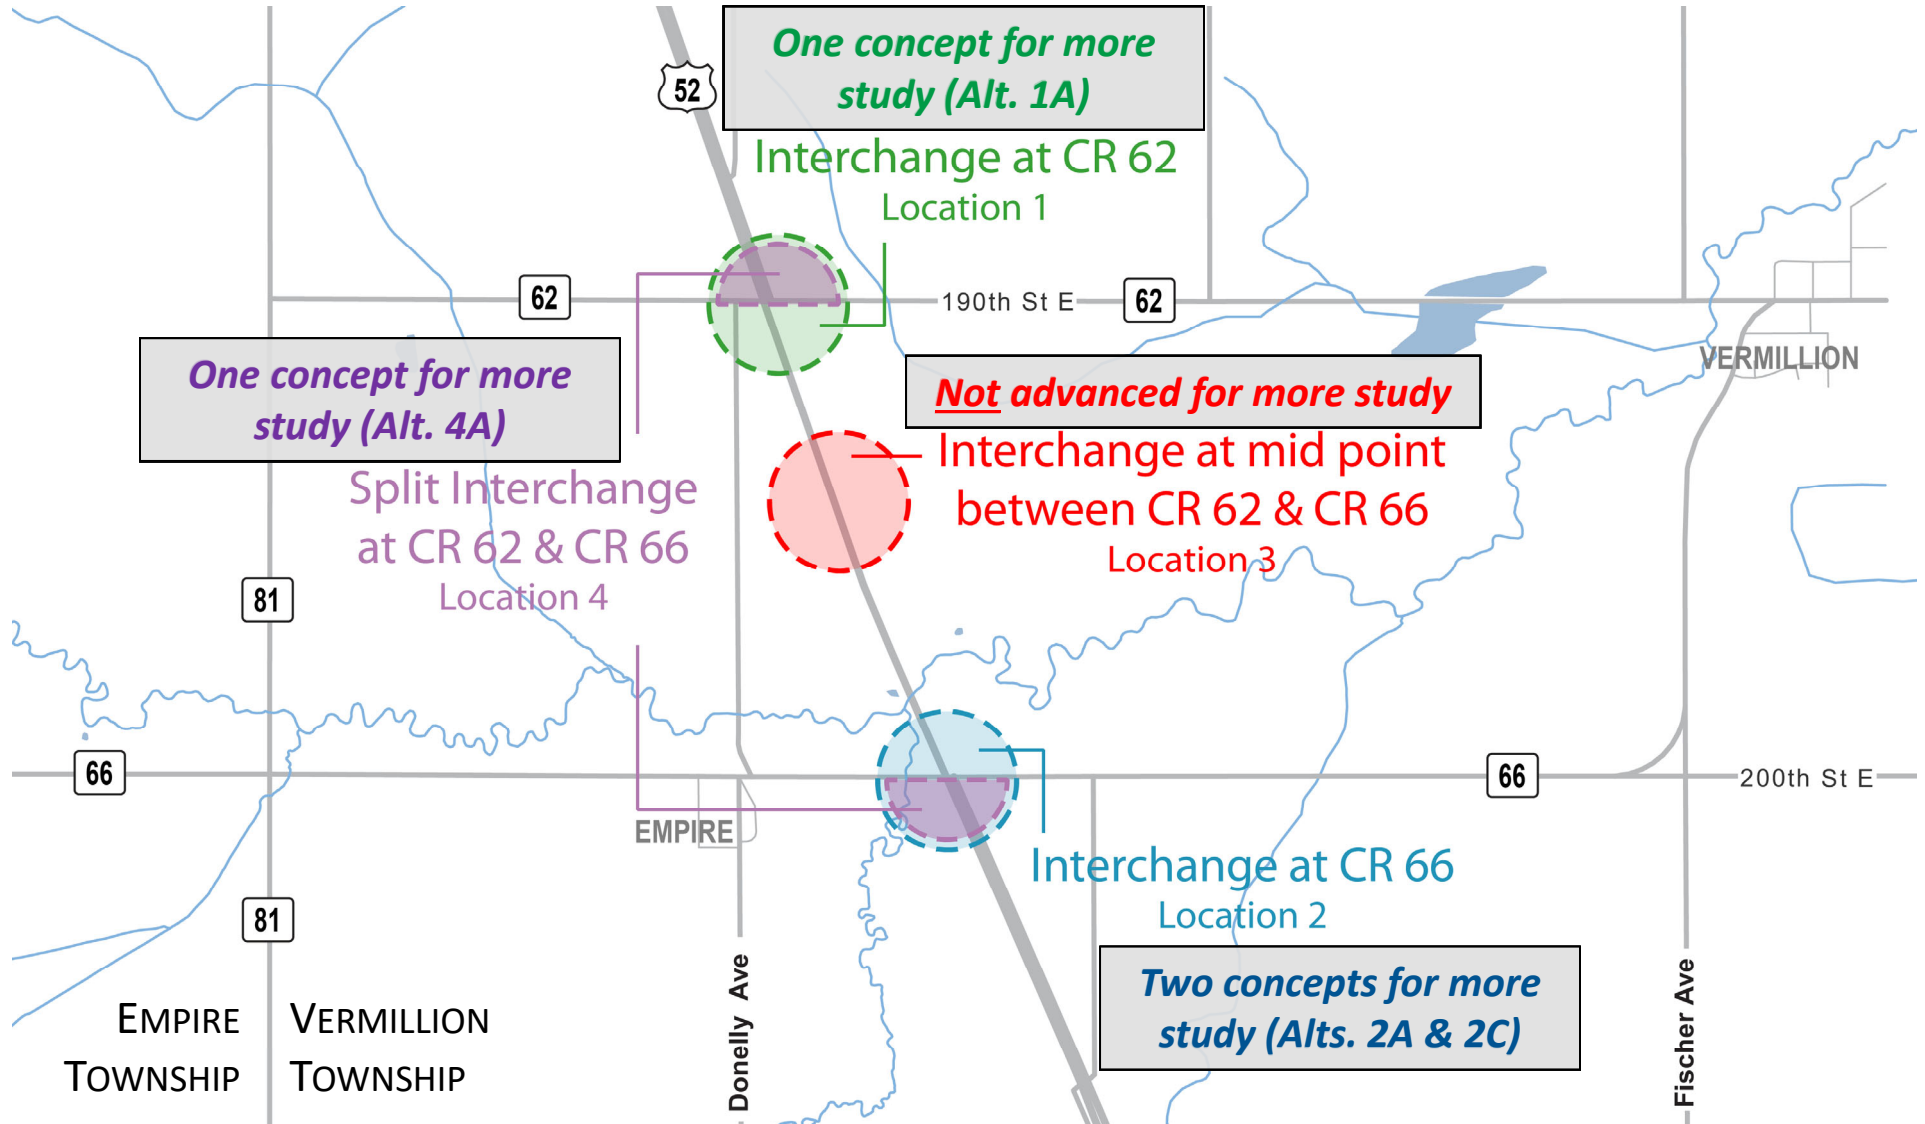 One concept for more
study (Alt. 1A)
52
Interchange at CR 62
Location 1
62
190th St E
62
One concept for more
study (Alt. 4A)
Not advanced for more study
VERMILLION
Interchange at mid point
between CR 62 & CR 66
Location 3
Split Interchange
at CR 62 & CR 66
Location 4
81
66
66
200th St E
EMPIRE
Interchange at CR 66
Location 2
81
Two concepts for more
study (Alts. 2A & 2C)
EMPIRE
TOWNSHIP
VERMILLION
TOWNSHIP
Donelly Ave
Fischer Ave